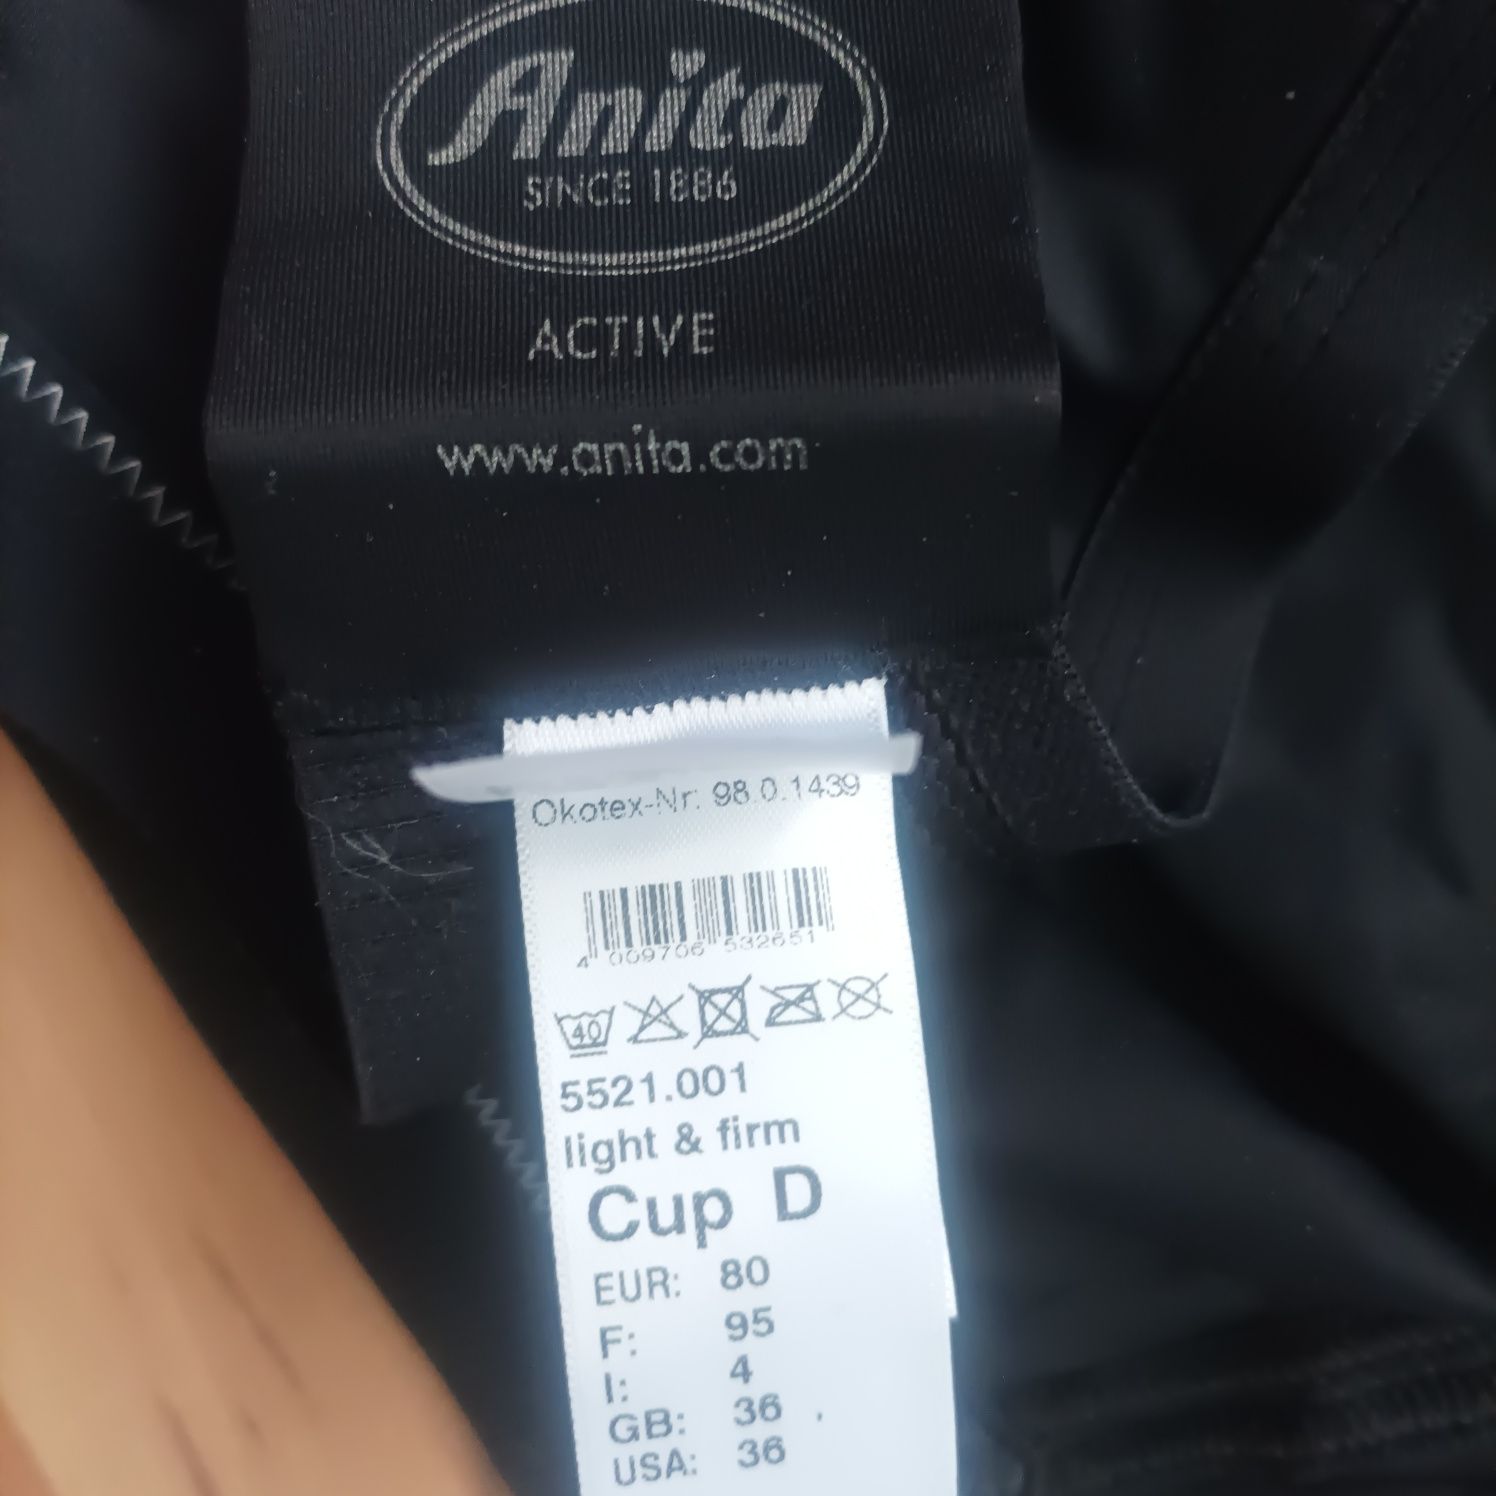 Anita
SINCE 1886
ACTIVE
www.anita.com
Okotex-Nr: 98.0.1439
4 009706 532651
40
5521.001
light & firm
Cup D
EUR: 80
F: 95
I: 4
GB: 36
USA: 36